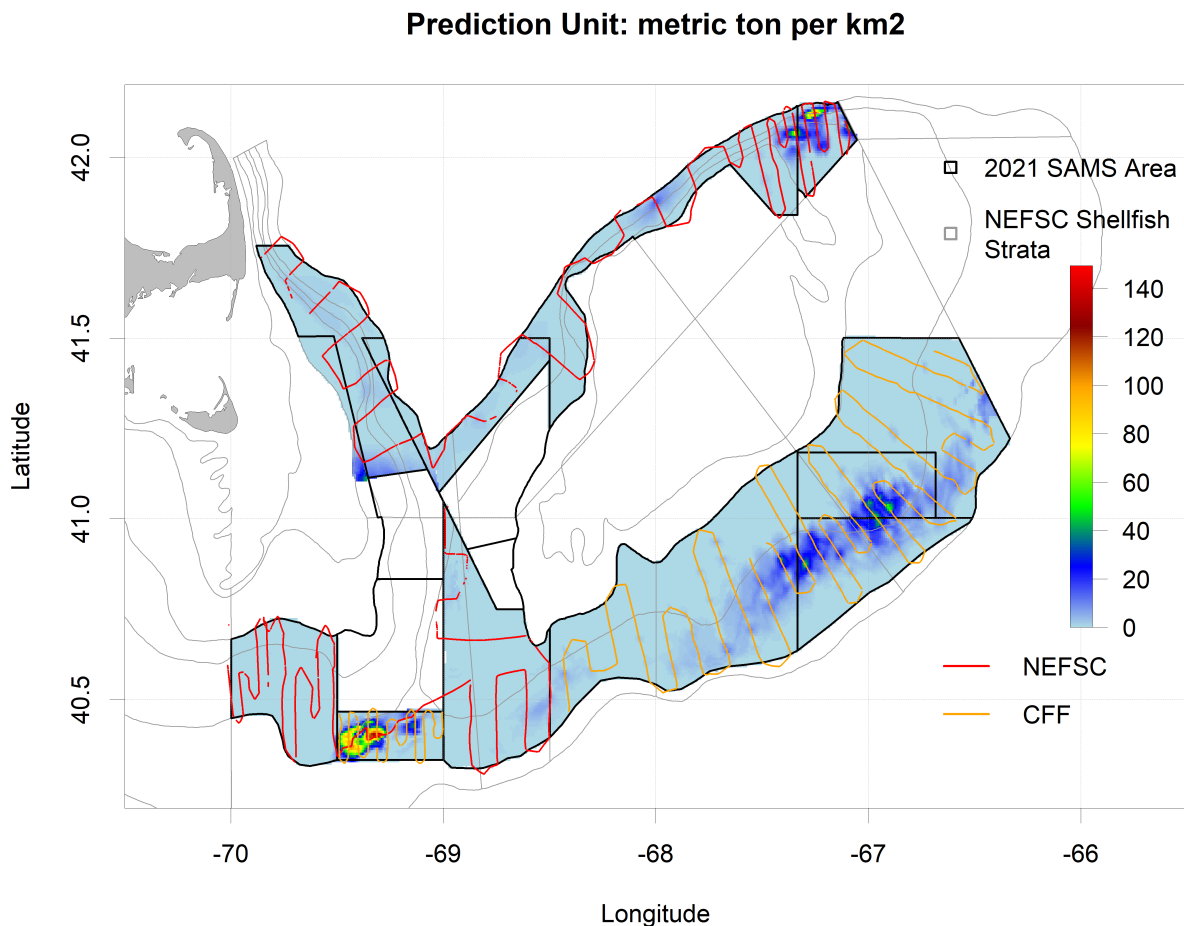 Prediction Unit: metric ton per km2
42.0
41.5
41.0
40.5
Latitude
2021 SAMS Area
NEFSC Shellfish
Strata
140
120
100
80
60
40
20
0
NEFSC
CFF
-70
-69
-68
-67
-66
Longitude